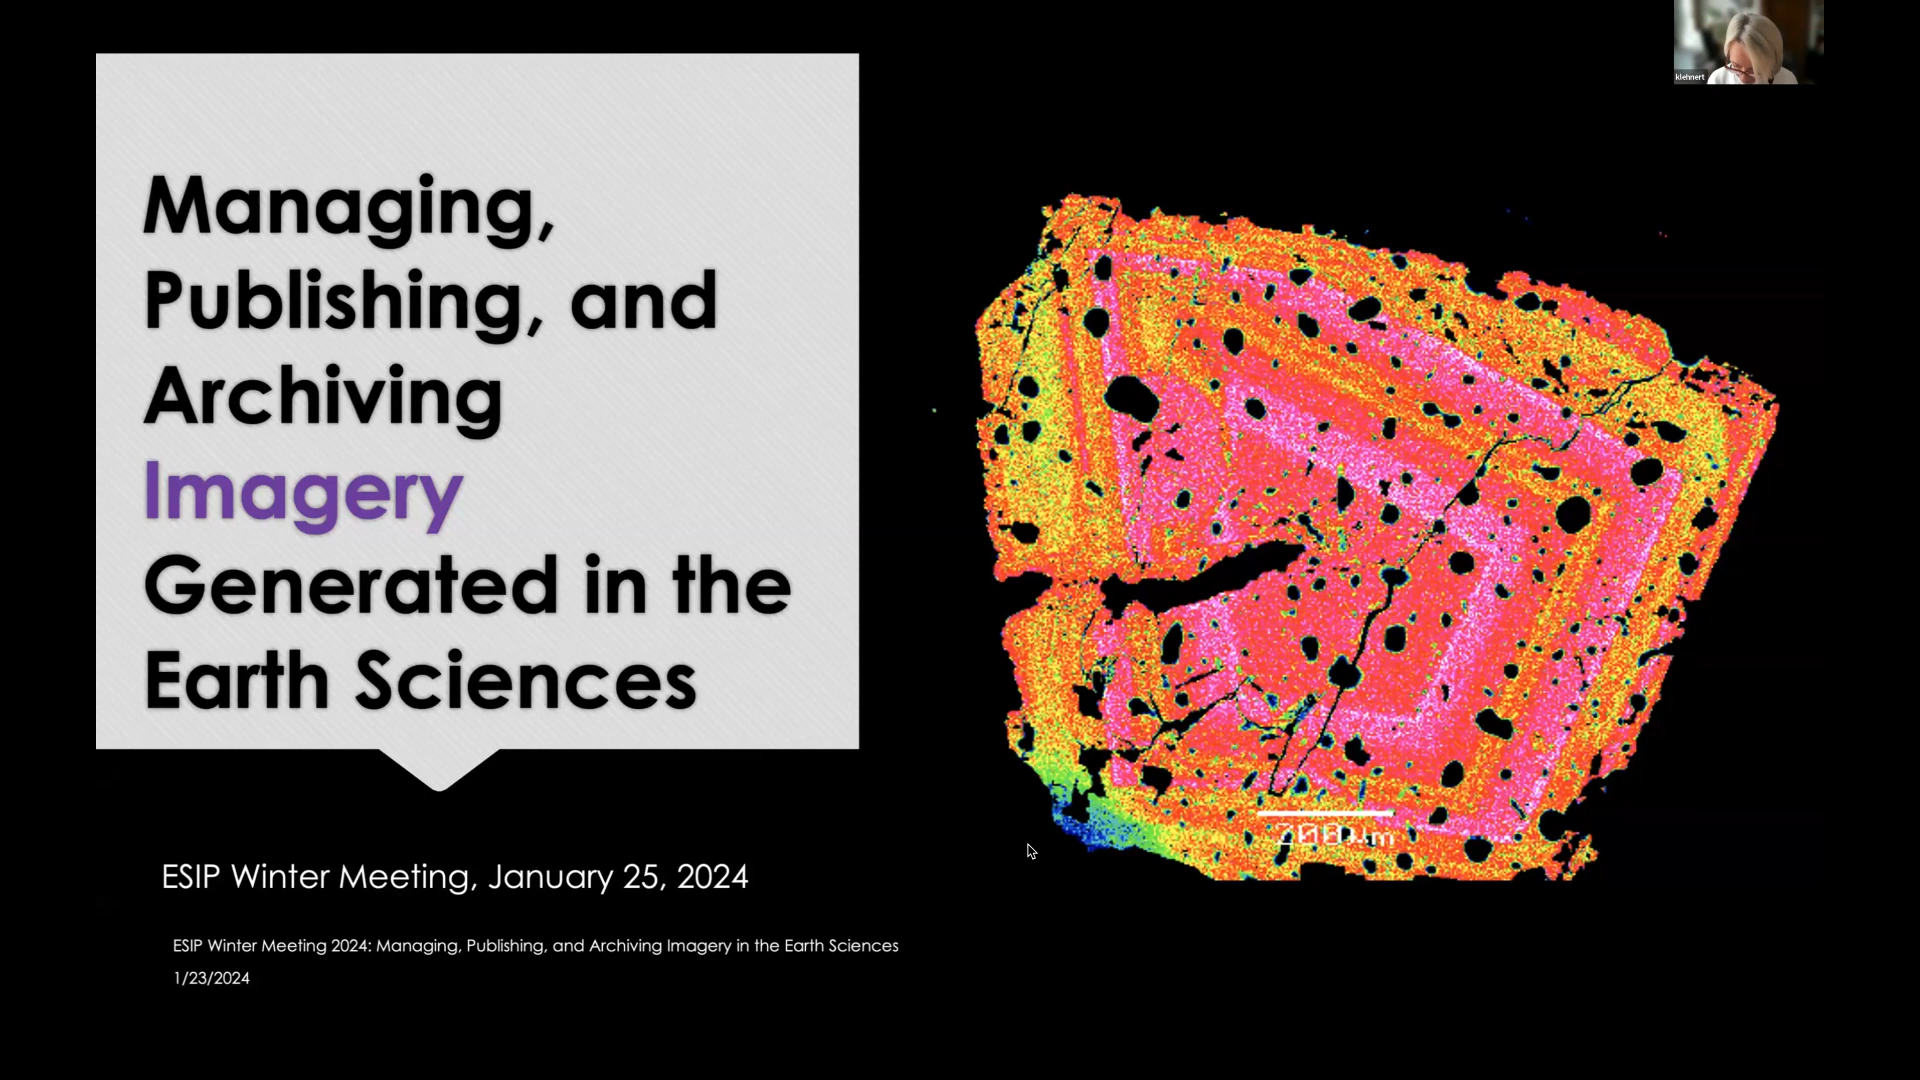 klehnert
Managing,
Publishing, and
Archiving
Imagery
Generated in the
Earth Sciences
200µm
ESIP Winter Meeting, January 25, 2024
ESIP Winter Meeting 2024: Managing, Publishing, and Archiving Imagery in the Earth Sciences
1/23/2024